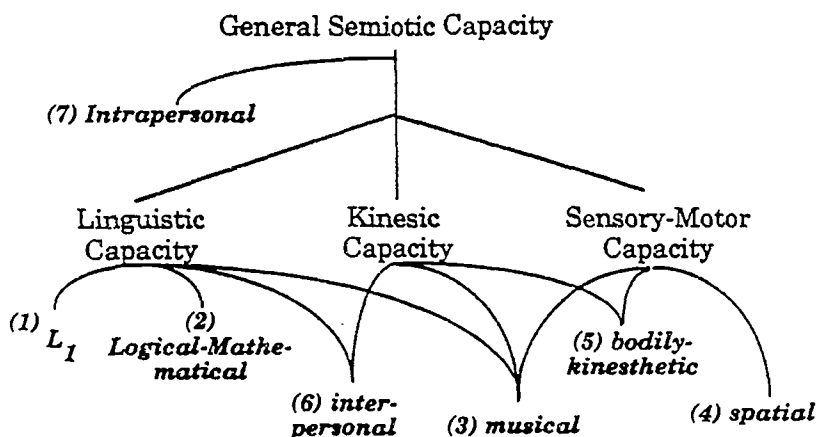 General Semiotic Capacity
(7) Intrapersonal
Linguistic
Capacity
Kinesic
Capacity
Sensory-Motor
Capacity
(1) L1
(2)
Logical-Mathe-
matical
(6) inter-
personal
(3) musical
(5) bodily-
kinesthetic
(4) spatial